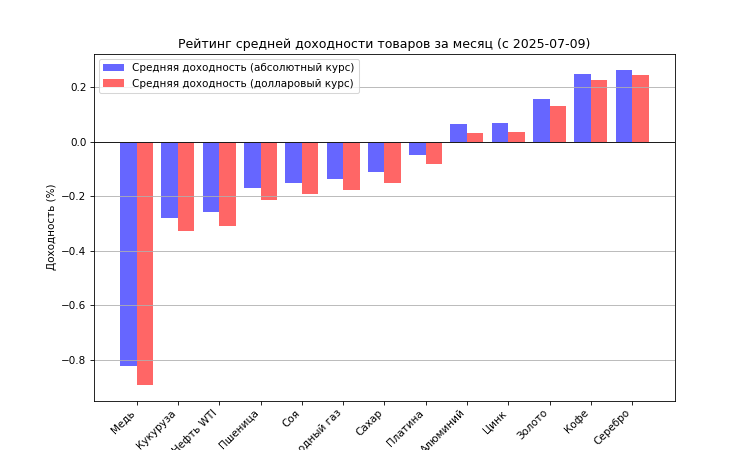 Рейтинг средней доходности товаров за месяц (с 2025-07-09)
Средняя доходность (абсолютный курс)
Средняя доходность (долларовый курс)
Доходность (%)
0.2
0.0
−0.2
−0.4
−0.6
−0.8
Медь
Кукуруза
Нефть WTI
Пшеница
Соя
газ
Сахар
Платина
Алюминий
Цинк
Золото
Кофе
Серебро